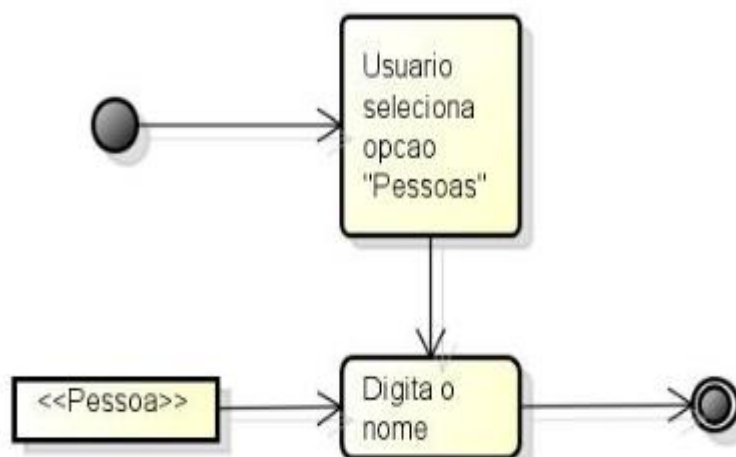 Usuario
seleciona
opcao
"Pessoas"
<<Pessoa>>
Digita o
nome